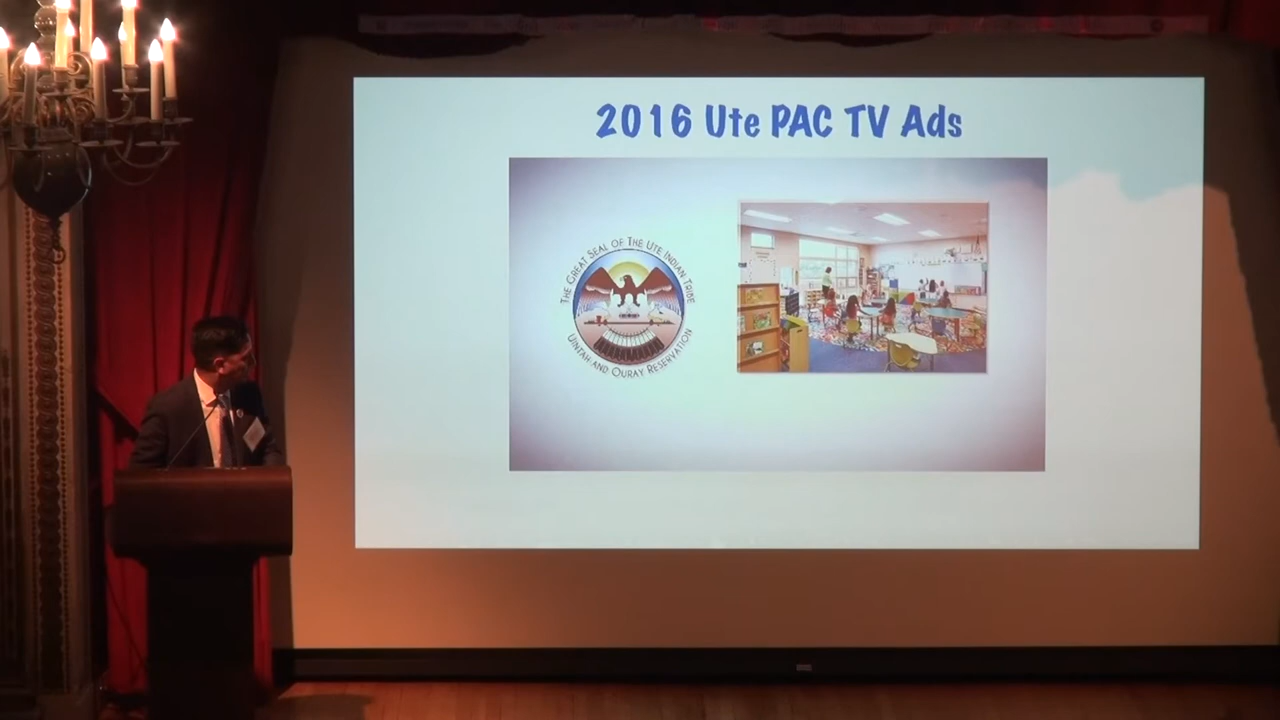 2016 Ute PAC TV Ads
THE GREAT SEAL OF THE UTE INDIAN TRIBE
UINTAH AND OURAY RESERVATION